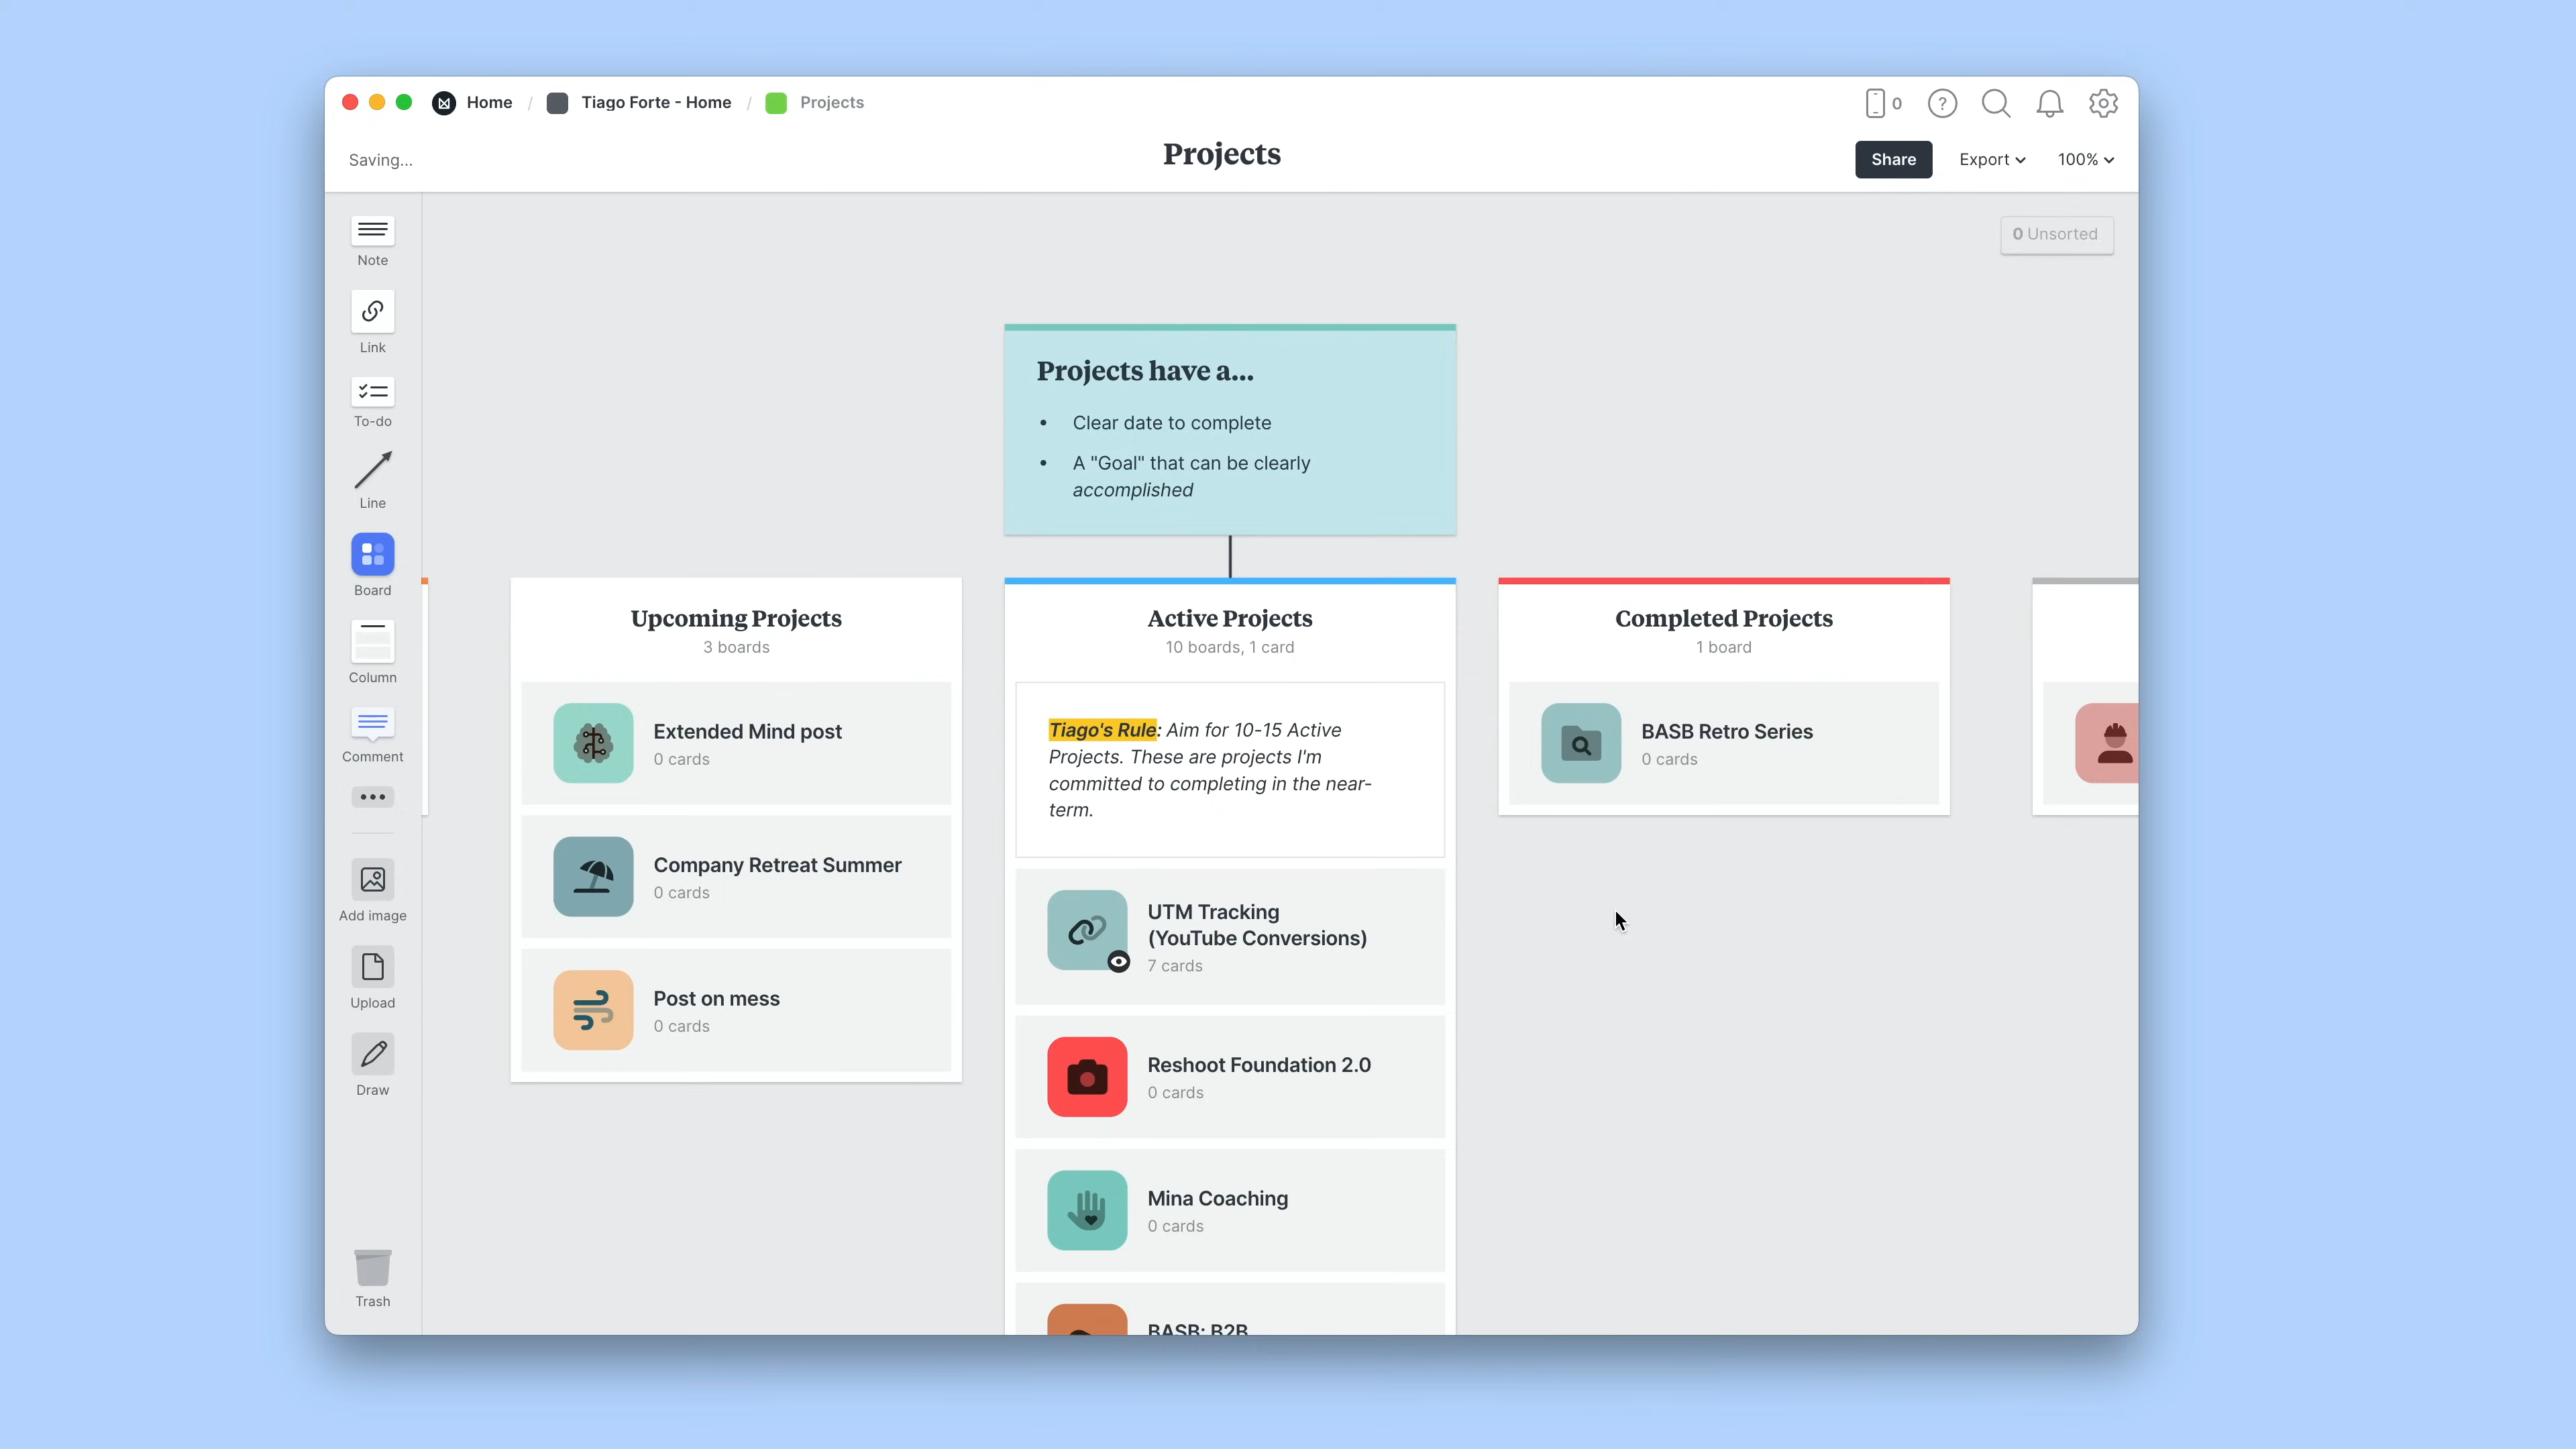 Home / Tiago Forte - Home / Projects
0
Saving...
Projects
Share
Export
100%
0 Unsorted
Note
Link
To-do
Line
Board
Column
Comment
Add image
Upload
Draw
Trash
Projects have a...
• Clear date to complete
• A "Goal" that can be clearly
accomplished
Upcoming Projects
3 boards
Extended Mind post
0 cards
Company Retreat Summer
0 cards
Post on mess
0 cards
Active Projects
10 boards, 1 card
Tiago's Rule: Aim for 10-15 Active
Projects. These are projects I'm
committed to completing in the near-
term.
UTM Tracking
(YouTube Conversions)
7 cards
Reshoot Foundation 2.0
0 cards
Mina Coaching
0 cards
BASB: B2B
Completed Projects
1 board
BASB Retro Series
0 cards